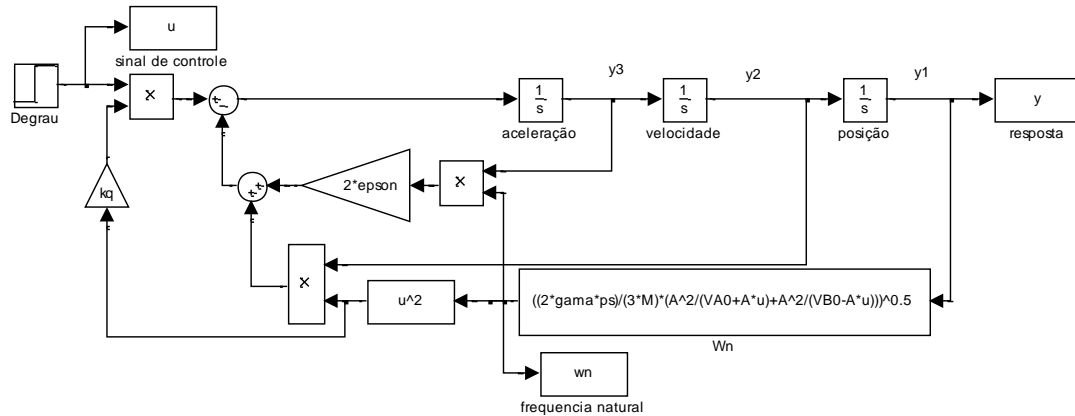 u
sinal de controle
Degrau
x
1
s
aceleração
y3
1
s
velocidade
y2
1
s
posição
y1
y
resposta
kq
2*epson
x
x
u^2
((2*gama*ps)/(3*M)*(A^2/(VA0+A*u)+A^2/(VB0-A*u)))^0.5
Wn
wn
frequencia natural